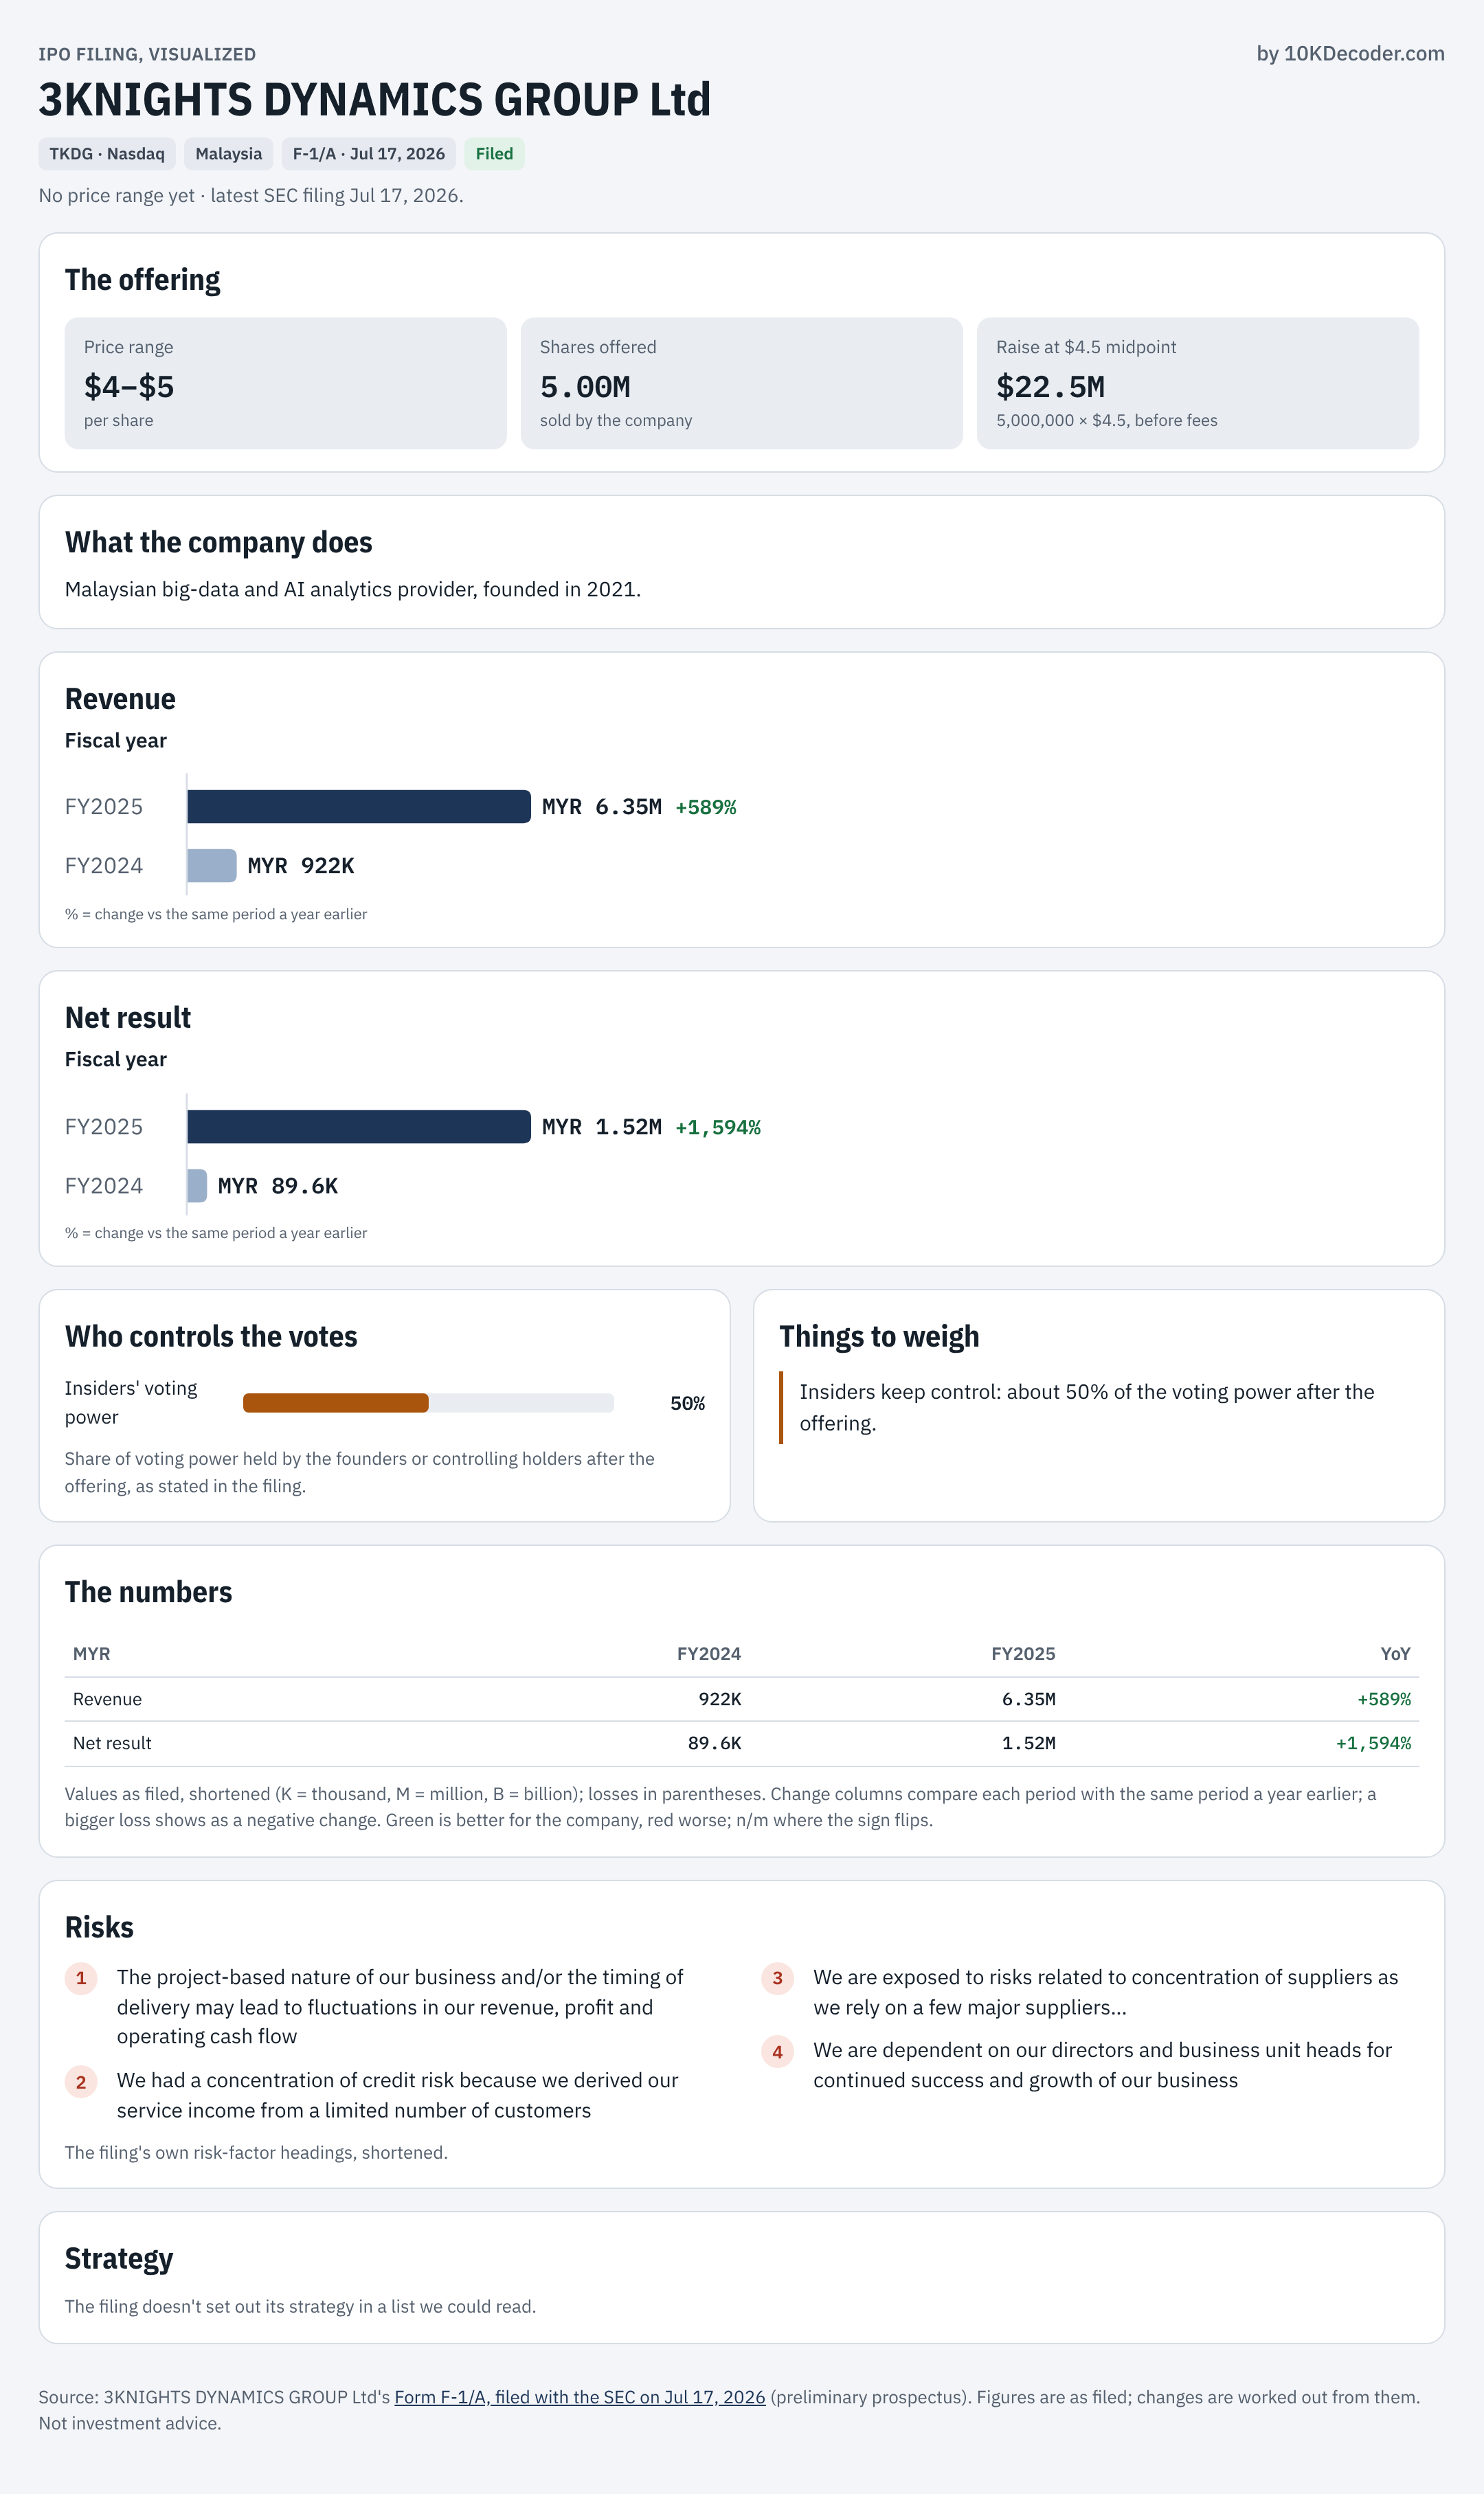 IPO FILING, VISUALIZED
by 10KDecoder.com
3KNIGHTS DYNAMICS GROUP Ltd
TKDG · Nasdaq
Malaysia
F-1/A · Jul 17, 2026
Filed
No price range yet · latest SEC filing Jul 17, 2026.
The offering
Price range
$4–$5
per share
Shares offered
5.00M
sold by the company
Raise at $4.5 midpoint
$22.5M
5,000,000 × $4.5, before fees
What the company does
Malaysian big-data and AI analytics provider, founded in 2021.
Revenue
Fiscal year
FY2025 MYR 6.35M +589%
FY2024 MYR 922K
% = change vs the same period a year earlier
Net result
Fiscal year
FY2025 MYR 1.52M +1,594%
FY2024 MYR 89.6K
% = change vs the same period a year earlier
Who controls the votes
Insiders' voting
power
50%
Share of voting power held by the founders or controlling holders after the
offering, as stated in the filing.
Things to weigh
Insiders keep control: about 50% of the voting power after the
offering.
The numbers
MYR FY2024 FY2025 YoY
Revenue 922K 6.35M +589%
Net result 89.6K 1.52M +1,594%
Values as filed, shortened (K = thousand, M = million, B = billion); losses in parentheses. Change columns compare each period with the same period a year earlier; a
bigger loss shows as a negative change. Green is better for the company, red worse; n/m where the sign flips.
Risks
1 The project-based nature of our business and/or the timing of
delivery may lead to fluctuations in our revenue, profit and
operating cash flow
2 We had a concentration of credit risk because we derived our
service income from a limited number of customers
3 We are exposed to risks related to concentration of suppliers as
we rely on a few major suppliers…
4 We are dependent on our directors and business unit heads for
continued success and growth of our business
The filing's own risk-factor headings, shortened.
Strategy
The filing doesn't set out its strategy in a list we could read.
Source: 3KNIGHTS DYNAMICS GROUP Ltd's Form F-1/A, filed with the SEC on Jul 17, 2026 (preliminary prospectus). Figures are as filed; changes are worked out from them.
Not investment advice.